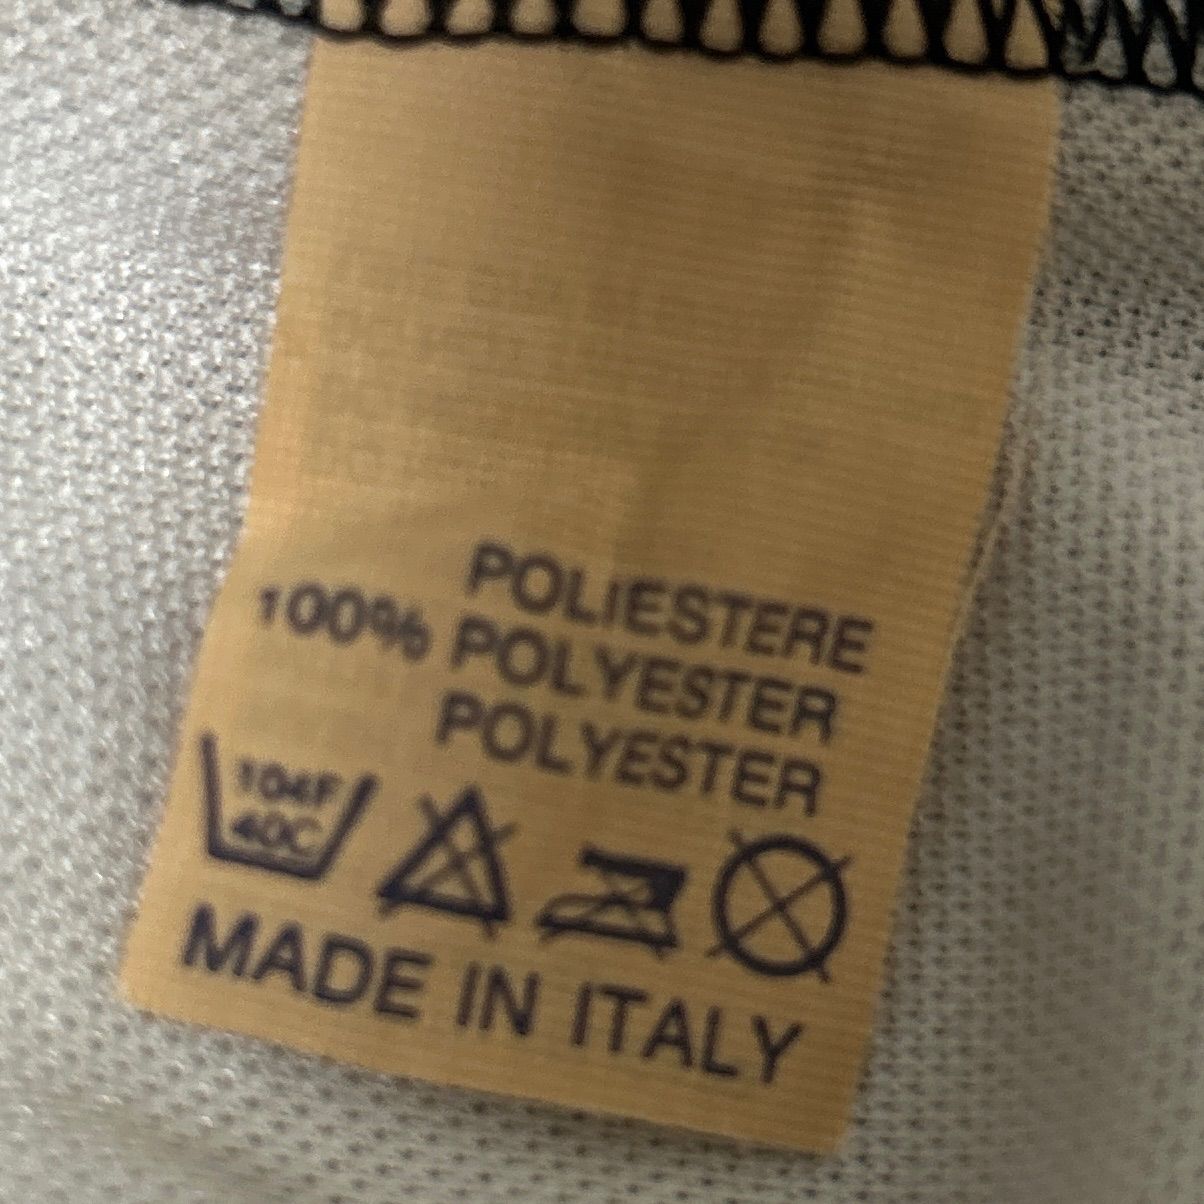 POLIESTERE
100% POLYESTER
POLYESTER
104F
40C
MADE IN ITALY